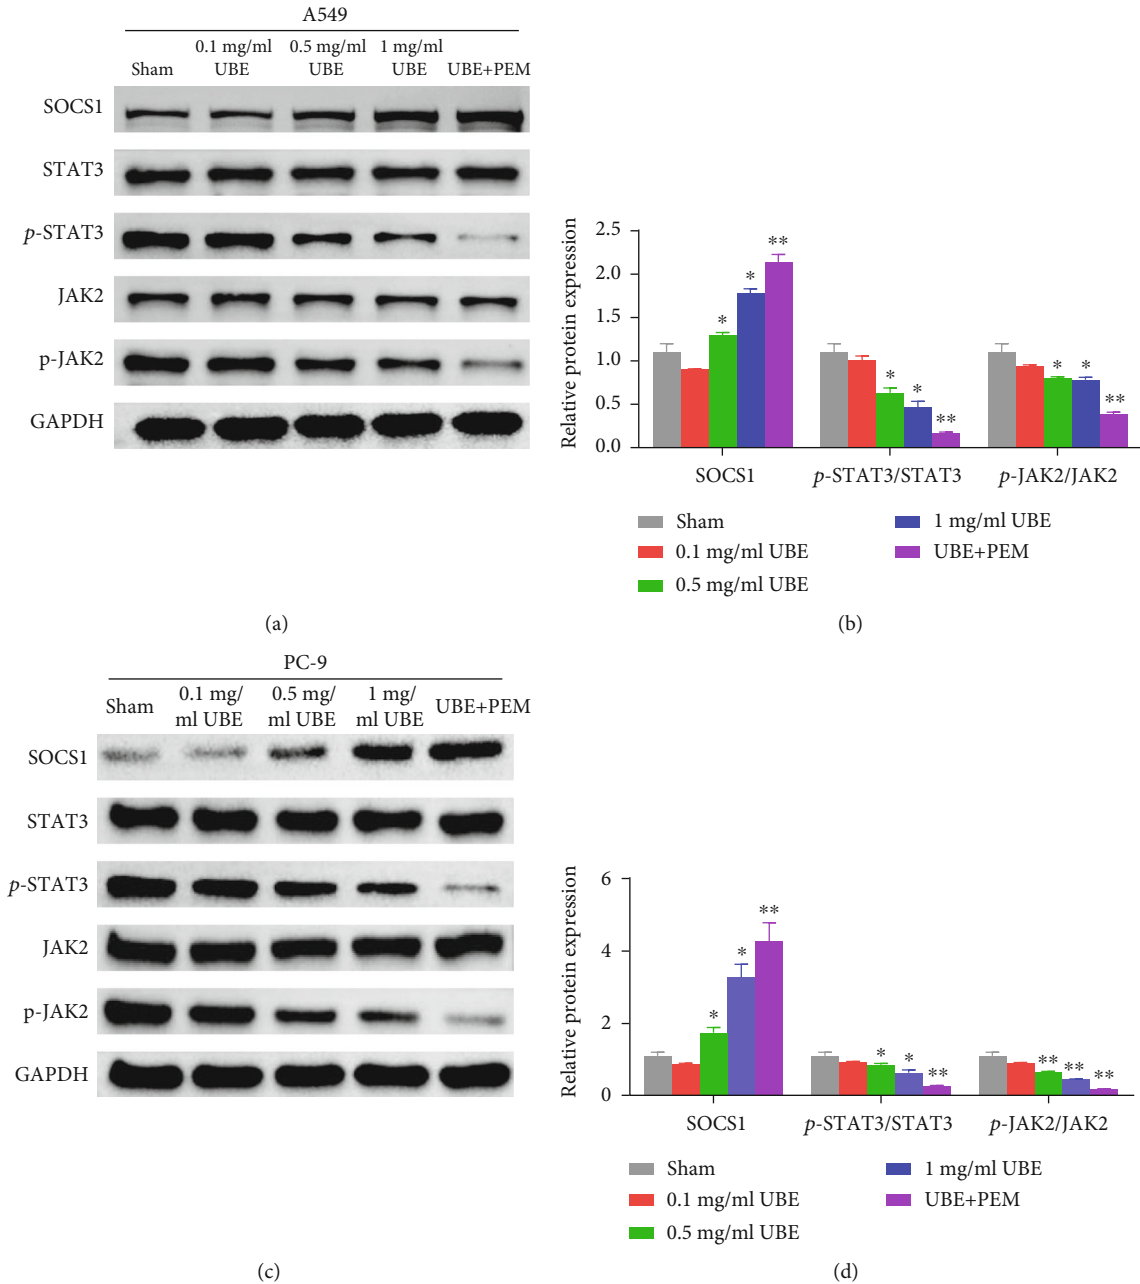 A549
Sham
0.1 mg/ml
UBE
0.5 mg/ml
UBE
1 mg/ml
UBE
UBE+PEM
SOCS1
STAT3
p-STAT3
JAK2
p-JAK2
GAPDH
(a)
Relative protein expression
2.5
2.0
1.5
1.0
0.5
0.0
* * **
* * **
* * **
SOCS1
p-STAT3/STAT3
p-JAK2/JAK2
Sham
0.1 mg/ml UBE
0.5 mg/ml UBE
1 mg/ml UBE
UBE+PEM
(b)
PC-9
Sham
0.1 mg/
ml UBE
0.5 mg/
ml UBE
1 mg/
ml UBE
UBE+PEM
SOCS1
STAT3
p-STAT3
JAK2
p-JAK2
GAPDH
(c)
Relative protein expression
6
4
2
0
* * **
* * **
** ** **
SOCS1
p-STAT3/STAT3
p-JAK2/JAK2
Sham
0.1 mg/ml UBE
0.5 mg/ml UBE
1 mg/ml UBE
UBE+PEM
(d)